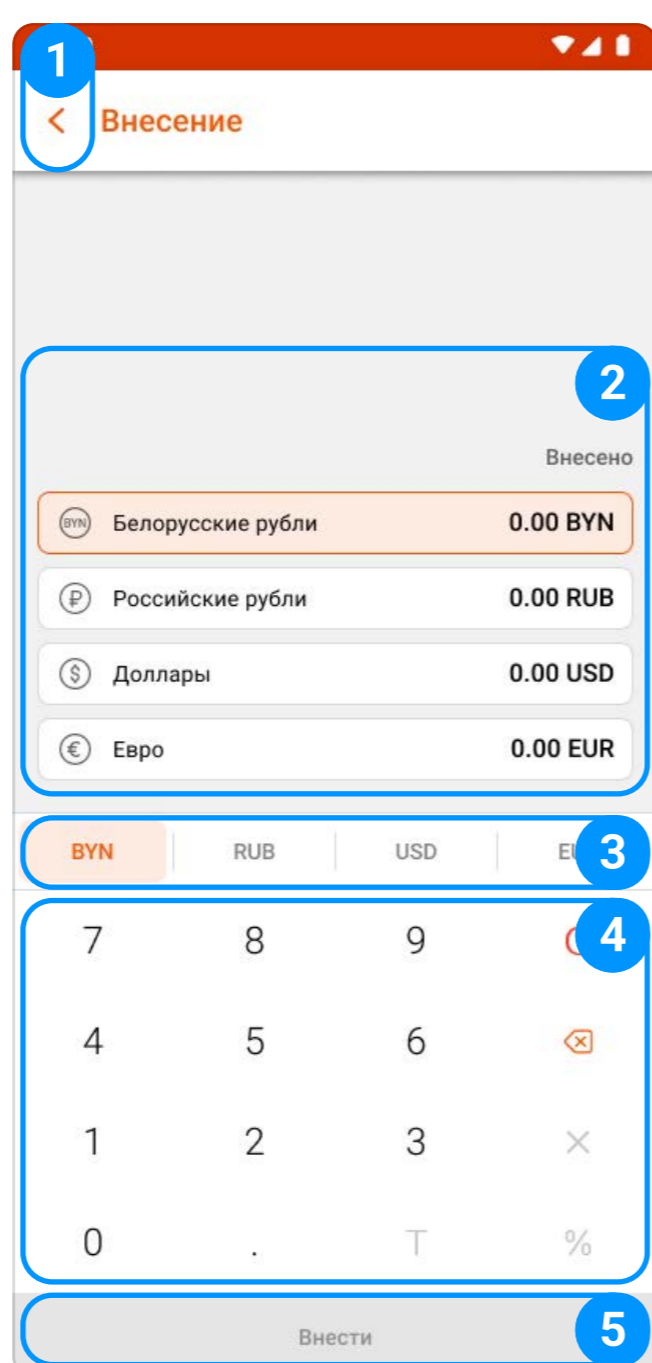 1
Внесение
2
Внесено
BYN Белорусские рубли 0.00 BYN
₽ Российские рубли 0.00 RUB
$ Доллары 0.00 USD
€ Евро 0.00 EUR
BYN RUB USD 3
7 8 9 4
4 5 6
1 2 3 ×
0 . T %
Внести 5